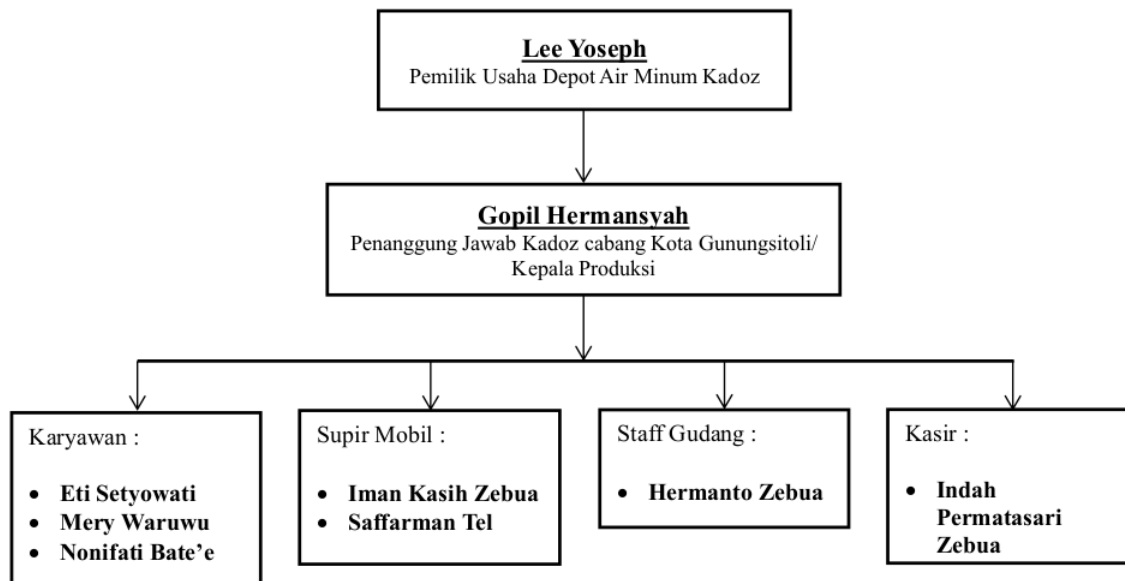 Lee Yoseph
Pemilik Usaha Depot Air Minum Kadoz
Gopil Hermansyah
Penanggung Jawab Kadoz cabang Kota Gunungsitoli/
Kepala Produksi
Karyawan :
• Eti Setyowati
• Mery Waruwu
• Nonifati Bate’e
Supir Mobil :
• Iman Kasih Zebua
• Saffarman Tel
Staff Gudang :
• Hermanto Zebua
Kasir :
• Indah
Permatasari
Zebua